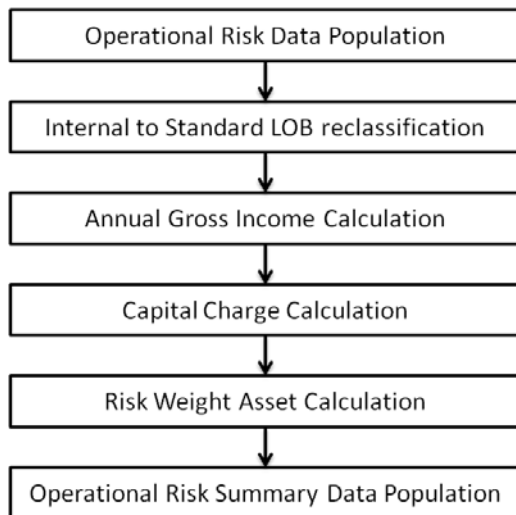 Operational Risk Data Population
Internal to Standard LOB reclassification
Annual Gross Income Calculation
Capital Charge Calculation
Risk Weight Asset Calculation
Operational Risk Summary Data Population